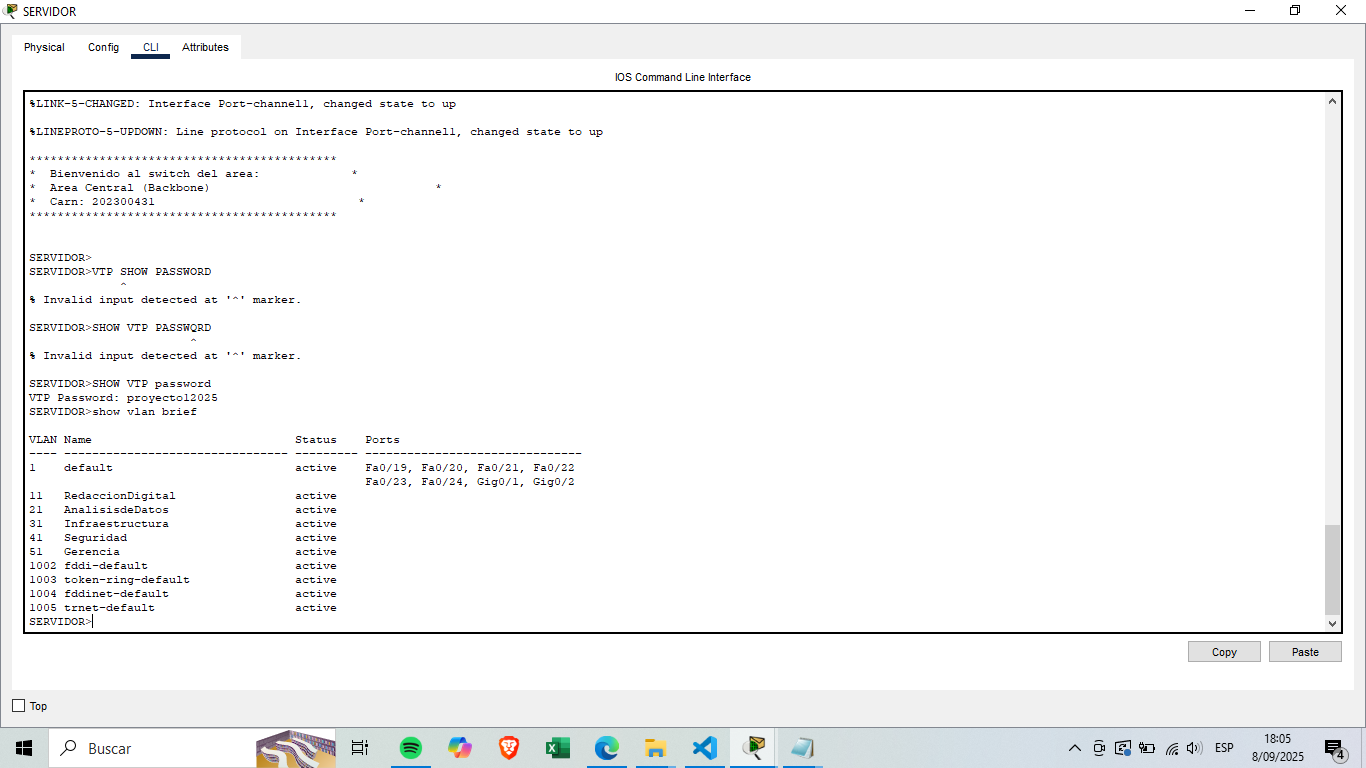 SERVIDOR
Physical Config CLI Attributes
IOS Command Line Interface
%LINK-5-CHANGED: Interface Port-channel1, changed state to up
%LINEPROTO-5-UPDOWN: Line protocol on Interface Port-channel1, changed state to up
********************************************
*  Bienvenido al switch del area:             *
*  Area Central (Backbone)                                *
*  Carn: 202300431                             *
********************************************
SERVIDOR>
SERVIDOR>VTP SHOW PASSWORD
^
% Invalid input detected at '^' marker.
SERVIDOR>SHOW VTP PASSWQRD
^
% Invalid input detected at '^' marker.
SERVIDOR>SHOW VTP password
VTP Password: proyecto12025
SERVIDOR>show vlan brief
VLAN Name                             Status    Ports
---- -------------------------------- --------- -------------------------------
1    default                          active    Fa0/19, Fa0/20, Fa0/21, Fa0/22
                                                Fa0/23, Fa0/24, Gig0/1, Gig0/2
11   RedaccionDigital                 active
21   AnalisisdeDatos                  active
31   Infraestructura                  active
41   Seguridad                        active
51   Gerencia                         active
1002 fddi-default                     active
1003 token-ring-default               active
1004 fddinet-default                  active
1005 trnet-default                    active
SERVIDOR>
Copy Paste
Top
Buscar
ESP
18:05
8/09/2025
4